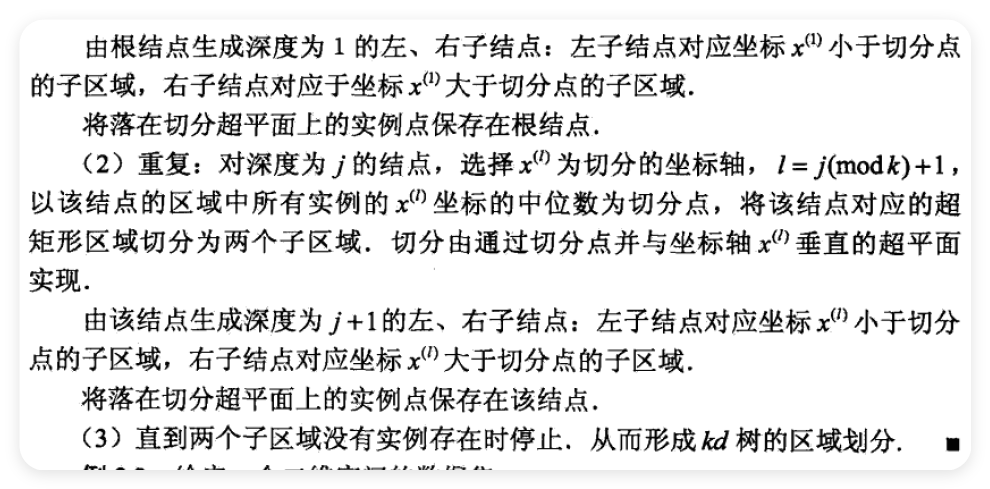 由根结点生成深度为 1 的左、右子结点：左子结点对应坐标 x⁽¹⁾ 小于切分点
的子区域，右子结点对应于坐标 x⁽¹⁾ 大于切分点的子区域．
将落在切分超平面上的实例点保存在根结点．
（2）重复：对深度为 j 的结点，选择 x⁽ˡ⁾ 为切分的坐标轴，l = j(mod k)+1，
以该结点的区域中所有实例的 x⁽ˡ⁾ 坐标的中位数为切分点，将该结点对应的超
矩形区域切分为两个子区域．切分由通过切分点并与坐标轴 x⁽ˡ⁾ 垂直的超平面
实现．
由该结点生成深度为 j+1 的左、右子结点：左子结点对应坐标 x⁽ˡ⁾ 小于切分
点的子区域，右子结点对应坐标 x⁽ˡ⁾ 大于切分点的子区域．
将落在切分超平面上的实例点保存在该结点．
（3）直到两个子区域没有实例存在时停止．从而形成 kd 树的区域划分． ■